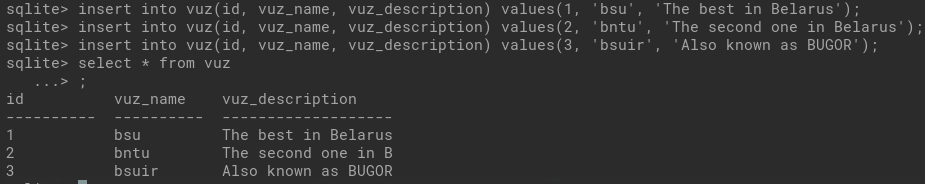 sqlite> insert into vuz(id, vuz_name, vuz_description) values(1, 'bsu', 'The best in Belarus');
sqlite> insert into vuz(id, vuz_name, vuz_description) values(2, 'bntu', 'The second one in Belarus');
sqlite> insert into vuz(id, vuz_name, vuz_description) values(3, 'bsuir', 'Also known as BUGOR');
sqlite> select * from vuz
   ...> ;
id          vuz_name    vuz_description
----------  ----------  -------------------
1           bsu         The best in Belarus
2           bntu        The second one in B
3           bsuir       Also known as BUGOR